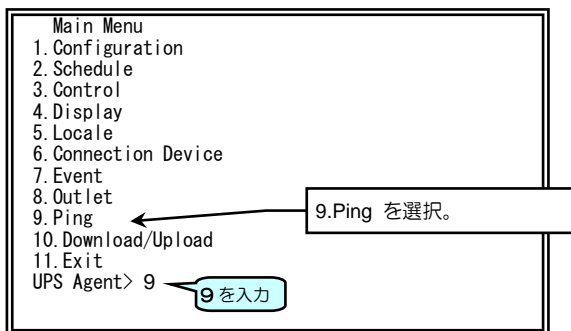 Main Menu
1.Configuration
2.Schedule
3.Control
4.Display
5.Locale
6.Connection Device
7.Event
8.Outlet
9.Ping
9.Ping を選択。
10.Download/Upload
11.Exit
UPS Agent> 9
9 を入力